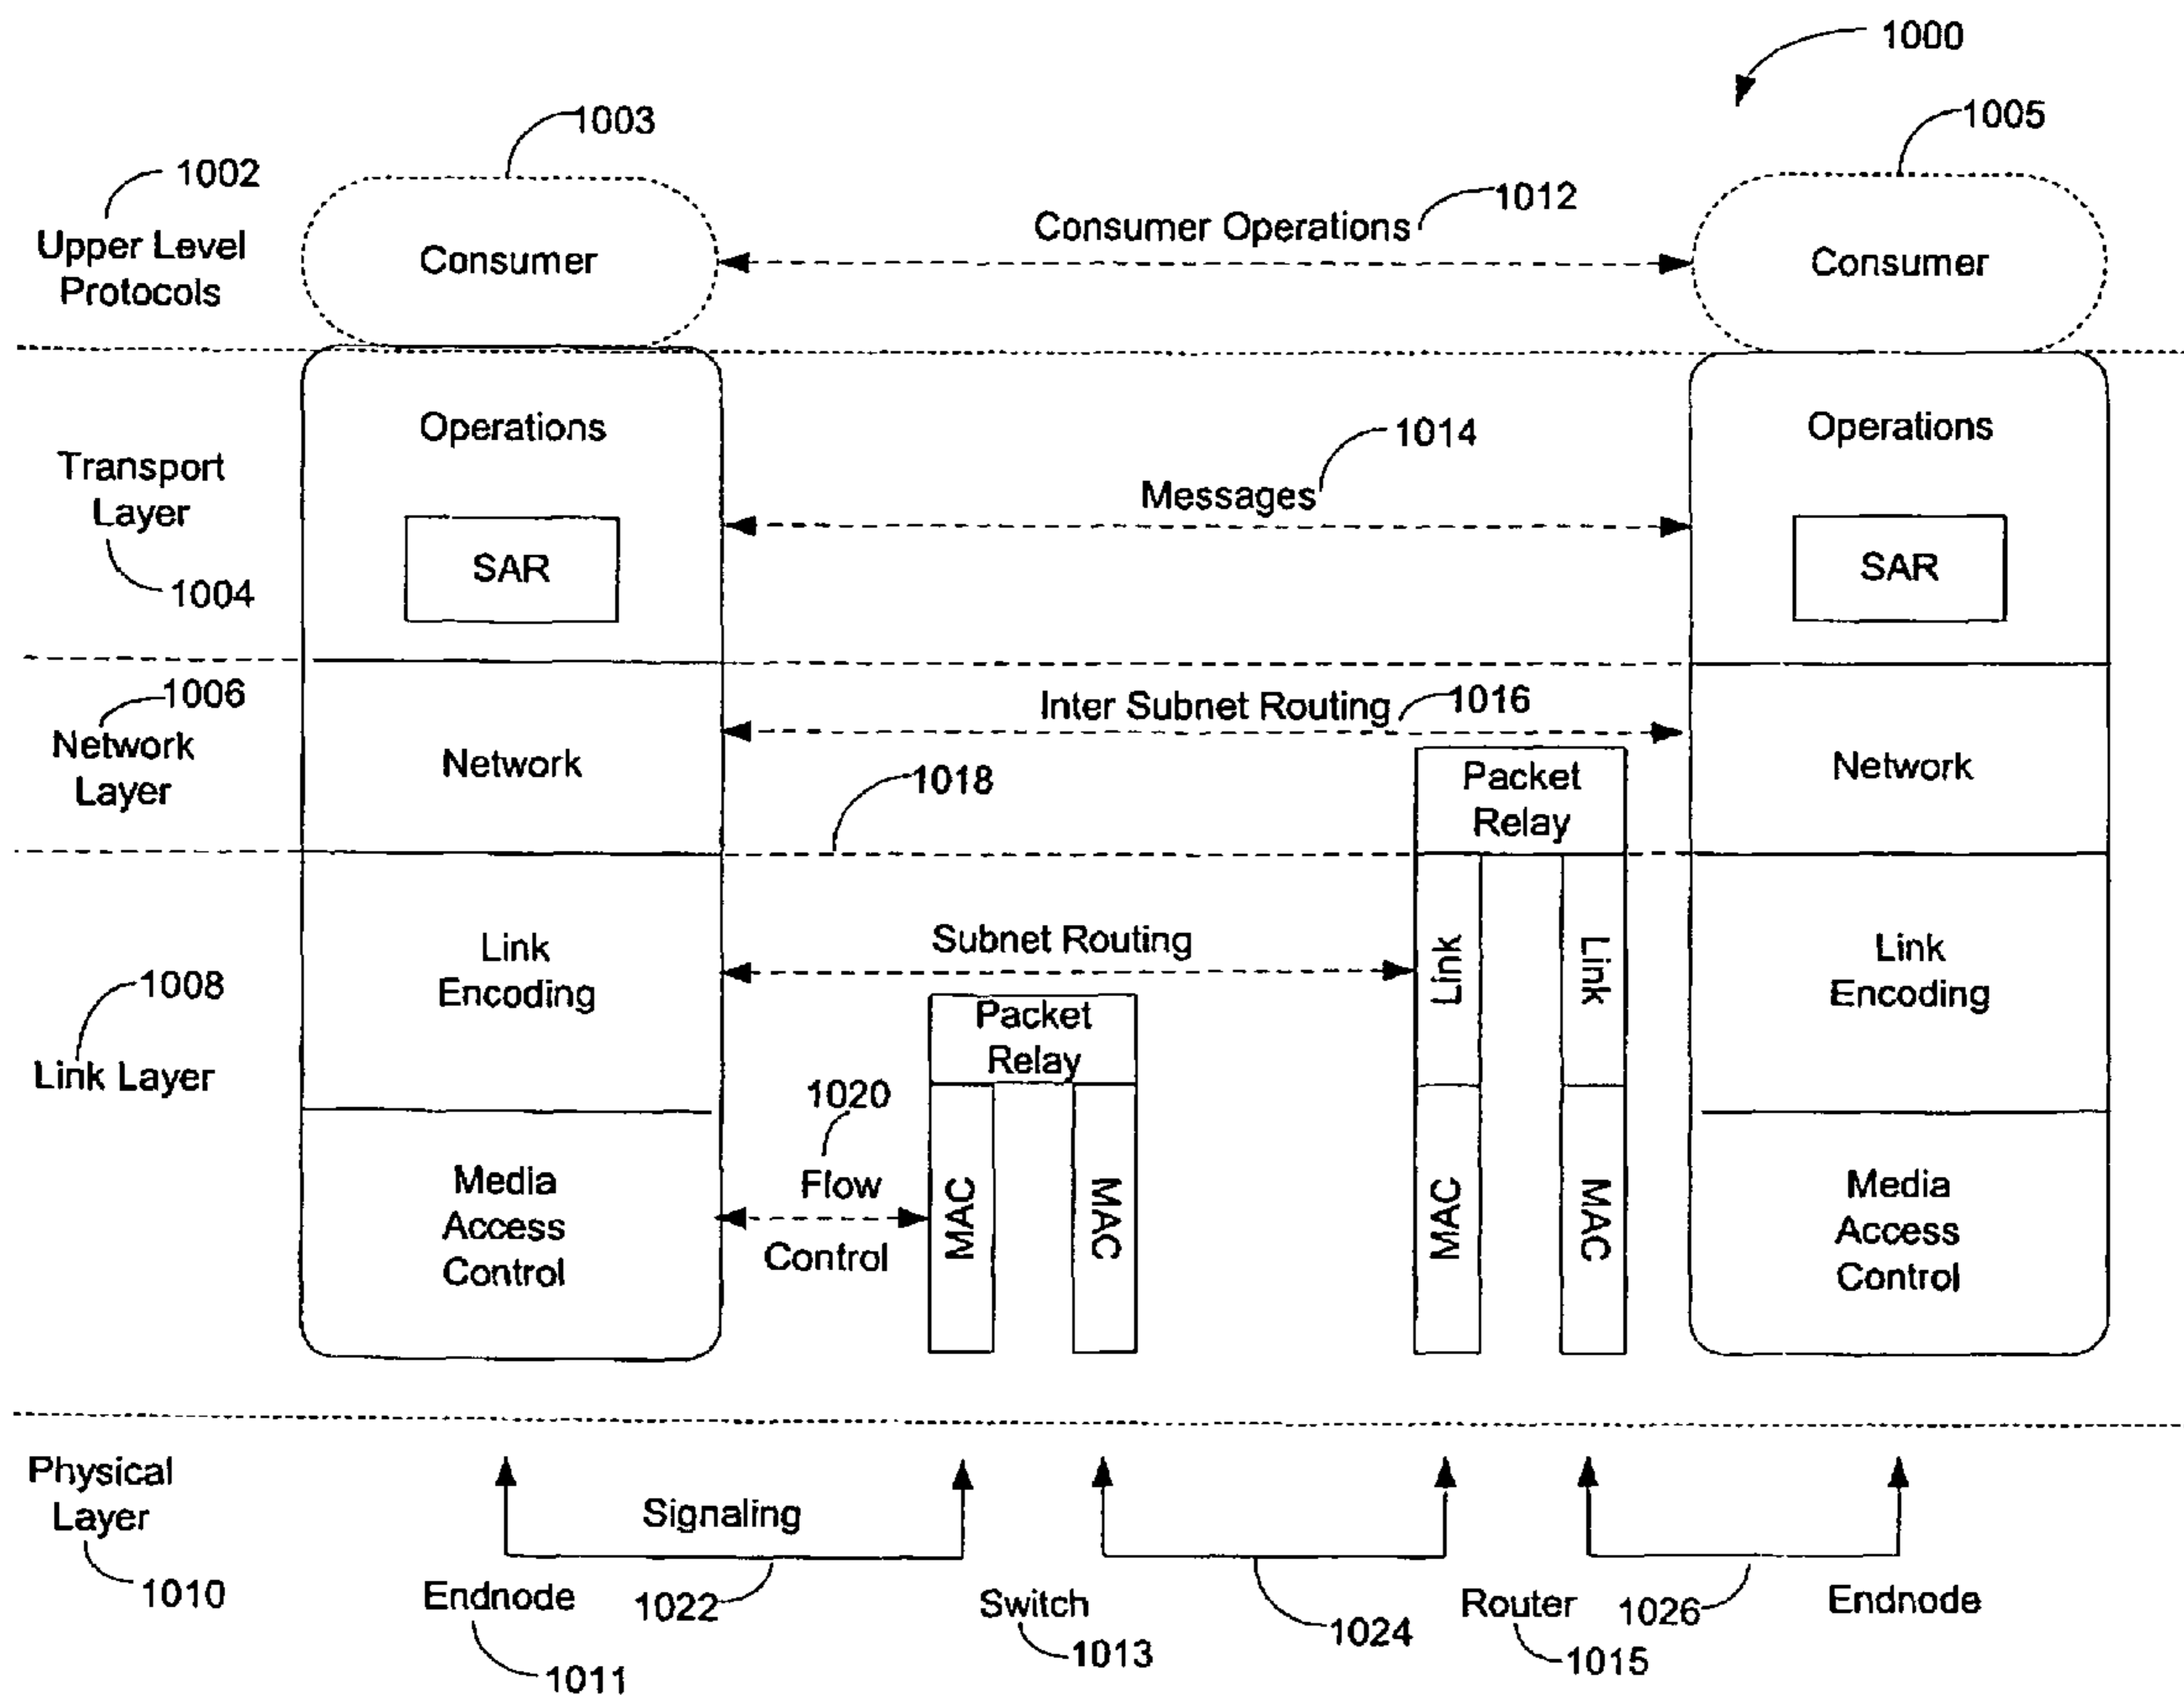 1000
1003
1005
1002
1012
Upper Level
Protocols
Consumer
Consumer Operations
Consumer
Operations
Operations
1014
Transport
Layer
Messages
SAR
SAR
1004
1006
Inter Subnet Routing
1016
Network
Layer
Network
1018
Packet
Relay
Network
Link
Encoding
Subnet Routing
Link
Link
Link
Encoding
1008
Packet
Relay
Link Layer
1020
Media
Access
Control
Flow
Control
MAC
MAC
MAC
MAC
Media
Access
Control
Physical
Layer
Signaling
1010
Endnode
1022
Switch
1024
Router
1026
Endnode
1011
1013
1015